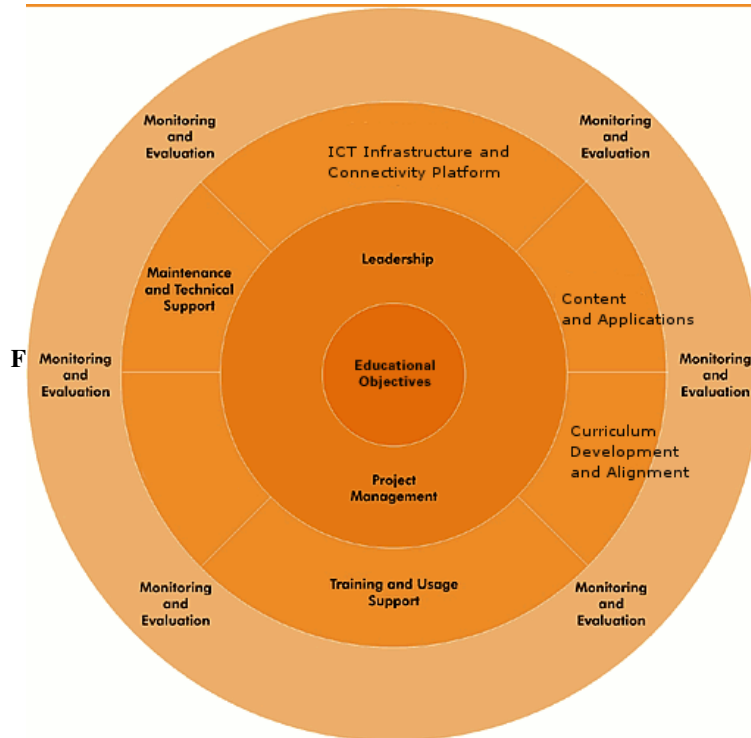 Monitoring
and
Evaluation
Monitoring
and
Evaluation
ICT Infrastructure and
Connectivity Platform
Leadership
Maintenance
and Technical
Support
Content
and Applications
F
Monitoring
and
Evaluation
Educational
Objectives
Monitoring
and
Evaluation
Curriculum
Development
and Alignment
Project
Management
Training and Usage
Support
Monitoring
and
Evaluation
Monitoring
and
Evaluation